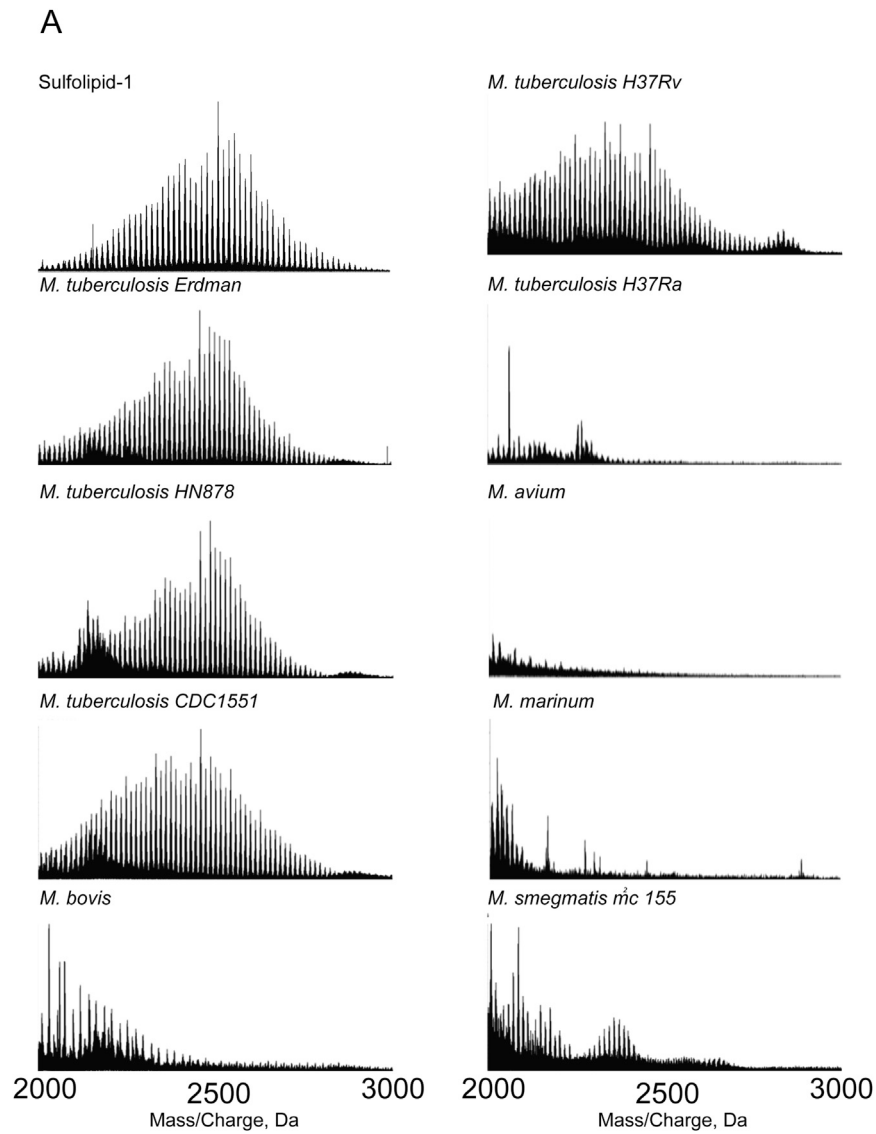 A
Sulfolipid-1
M. tuberculosis Erdman
M. tuberculosis HN878
M. tuberculosis CDC1551
M. bovis
2000 2500 3000
Mass/Charge, Da
M. tuberculosis H37Rv
M. tuberculosis H37Ra
M. avium
M. marinum
M. smegmatis m²c 155
2000 2500 3000
Mass/Charge, Da